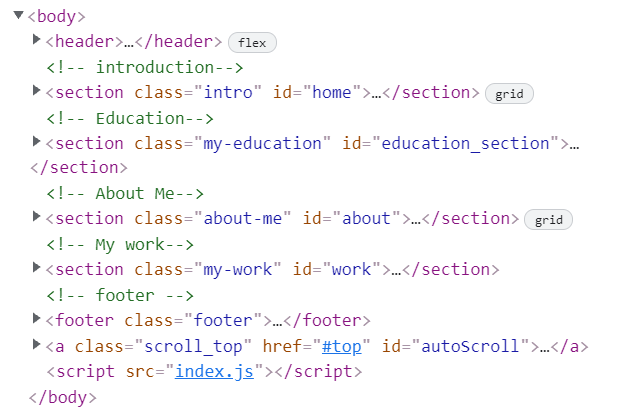 ▼<body>
▶<header>…</header> flex
<!-- introduction-->
▶<section class="intro" id="home">…</section> grid
<!-- Education-->
▶<section class="my-education" id="education_section">…
</section>
<!-- About Me-->
▶<section class="about-me" id="about">…</section> grid
<!-- My work-->
▶<section class="my-work" id="work">…</section>
<!-- footer -->
▶<footer class="footer">…</footer>
▶<a class="scroll_top" href="#top" id="autoScroll">…</a>
<script src="index.js"></script>
</body>